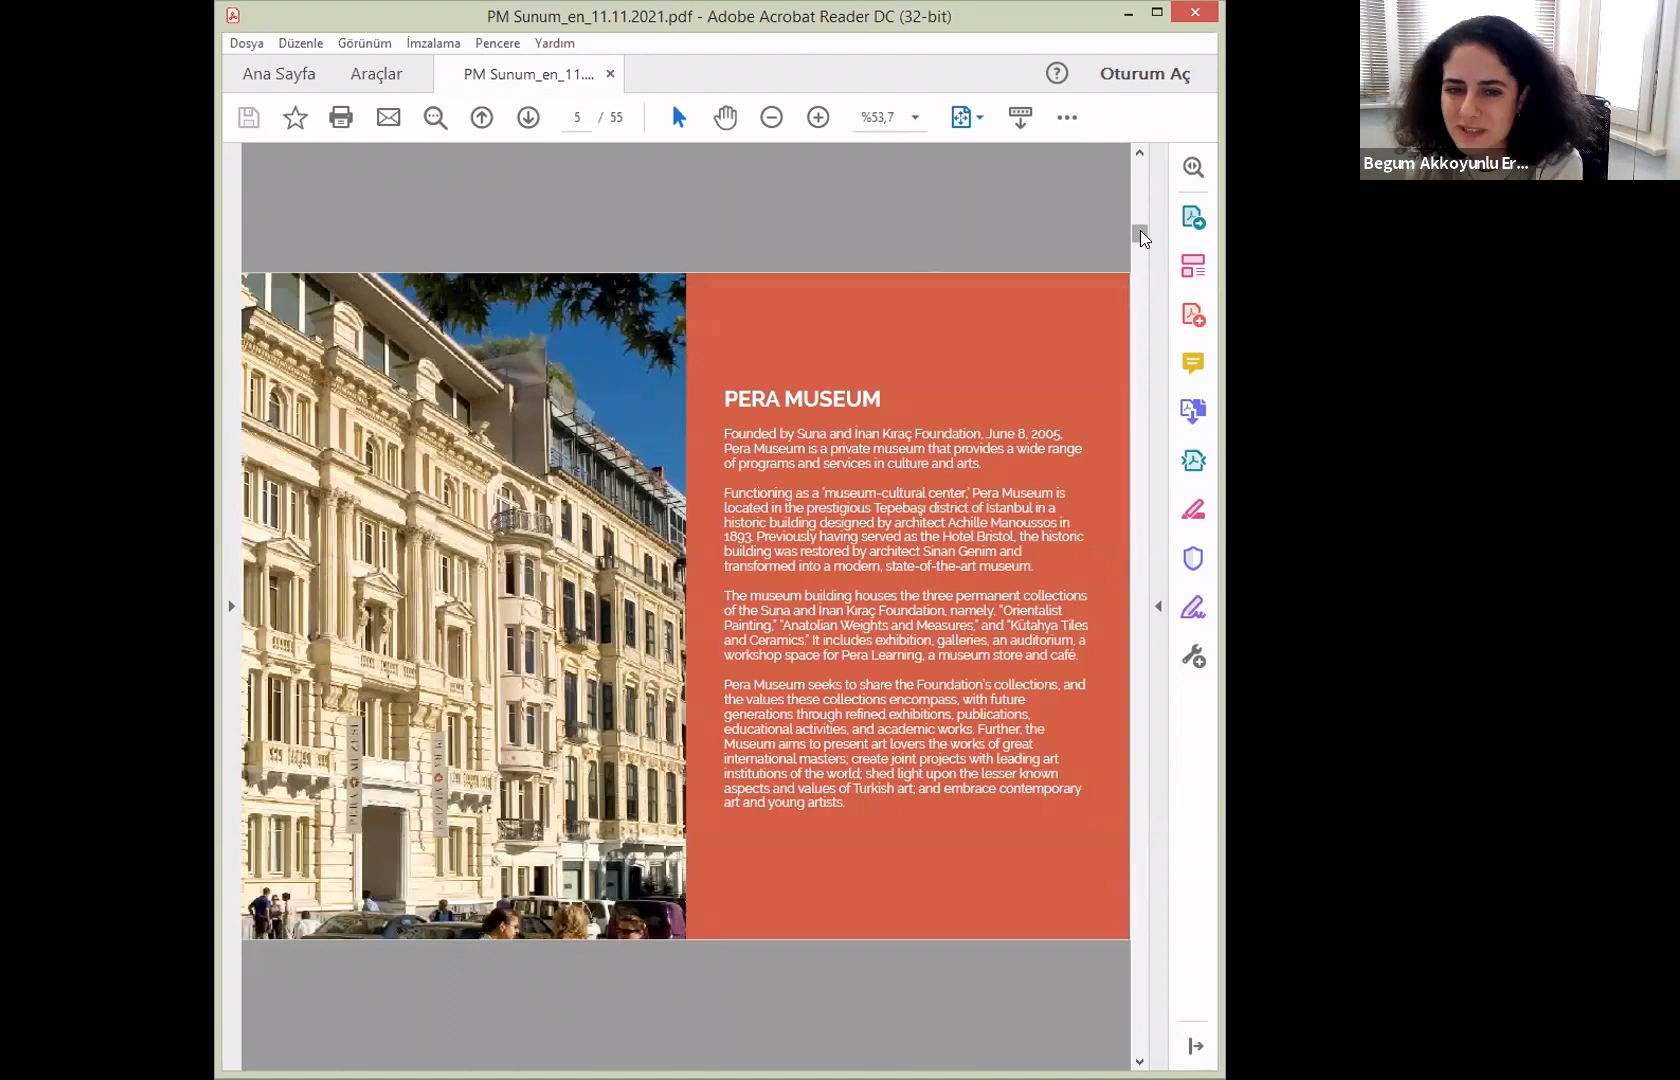 PM Sunum_en_11.11.2021.pdf - Adobe Acrobat Reader DC (32-bit)
Dosya Düzenle Görünüm İmzalama Pencere Yardım
Ana Sayfa Araçlar PM Sunum_en_11.... Oturum Aç
5 / 55 %53,7
Begum Akkoyunlu Er...
PERA MUSEUM
Founded by Suna and İnan Kıraç Foundation, June 8, 2005,
Pera Museum is a private museum that provides a wide range
of programs and services in culture and arts.
Functioning as a 'museum-cultural center,' Pera Museum is
located in the prestigious Tepebaşı district of İstanbul in a
historic building designed by architect Achille Manoussos in
1893. Previously having served as the Hotel Bristol, the historic
building was restored by architect Sinan Genim and
transformed into a modern, state-of-the-art museum.
The museum building houses the three permanent collections
of the Suna and İnan Kıraç Foundation, namely, "Orientalist
Painting," "Anatolian Weights and Measures," and "Kütahya Tiles
and Ceramics." It includes exhibition, galleries, an auditorium, a
workshop space for Pera Learning, a museum store and café.
Pera Museum seeks to share the Foundation's collections, and
the values these collections encompass, with future
generations through refined exhibitions, publications,
educational activities, and academic works. Further, the
Museum aims to present art lovers the works of great
international masters; create joint projects with leading art
institutions of the world; shed light upon the lesser known
aspects and values of Turkish art; and embrace contemporary
art and young artists.